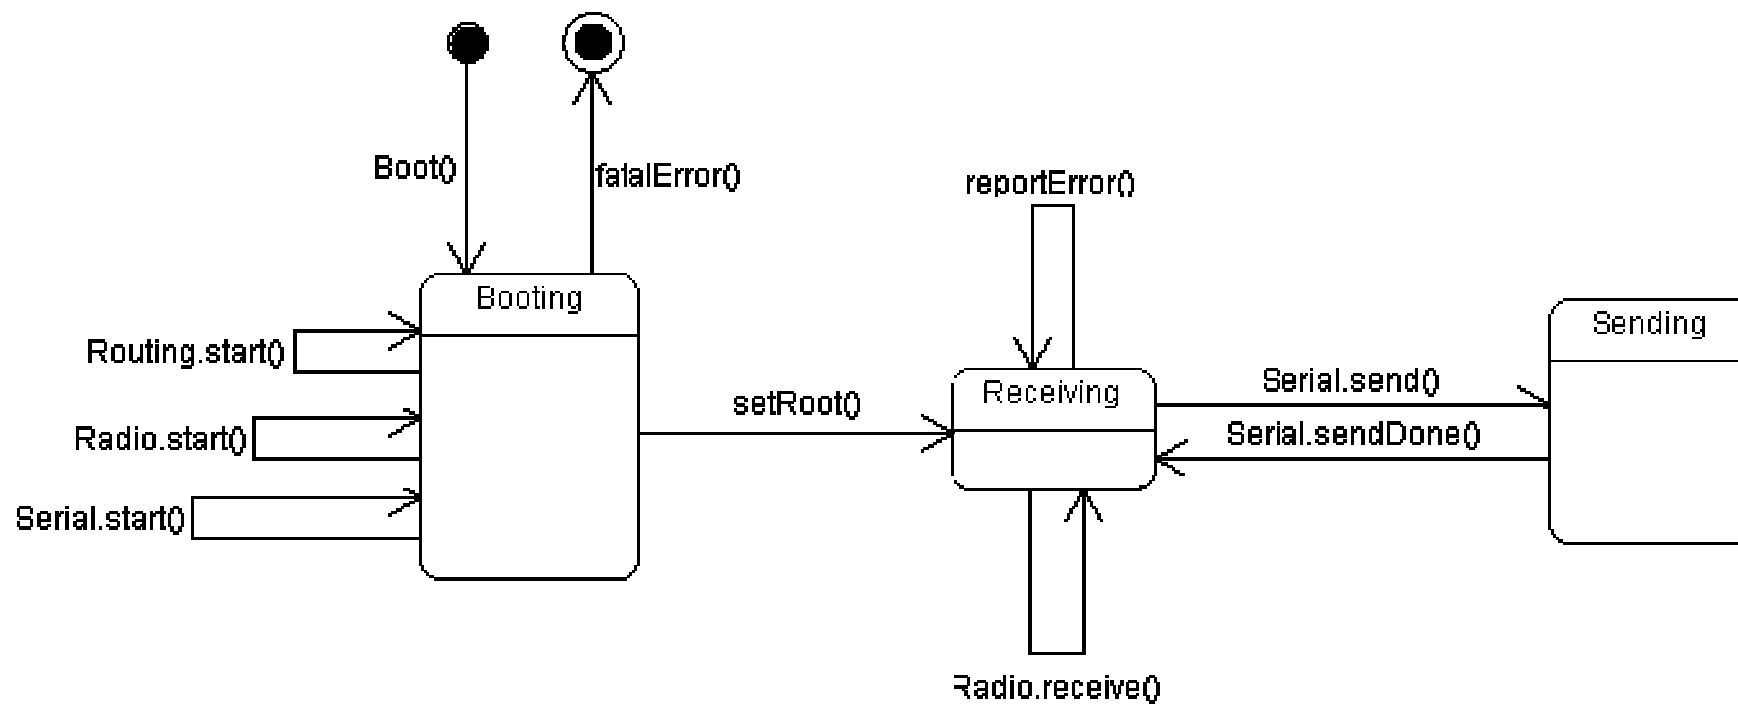 Boot()
fatalError()
reportError()
Booting
Sending
Routing.start()
Receiving
Serial.send()
setRoot()
Radio.start()
Serial.sendDone()
Serial.start()
Radio.receive()